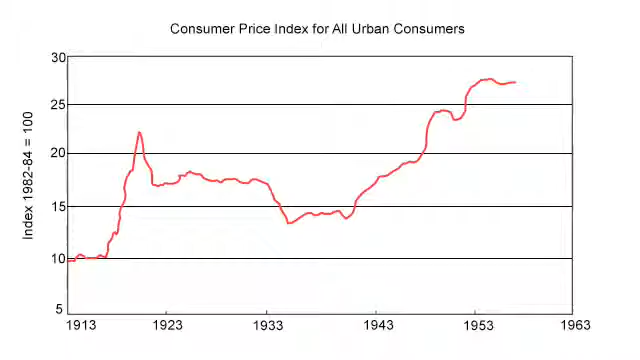 Consumer Price Index for All Urban Consumers
Index 1982-84 = 100
30
25
20
15
10
5
1913 1923 1933 1943 1953 1963